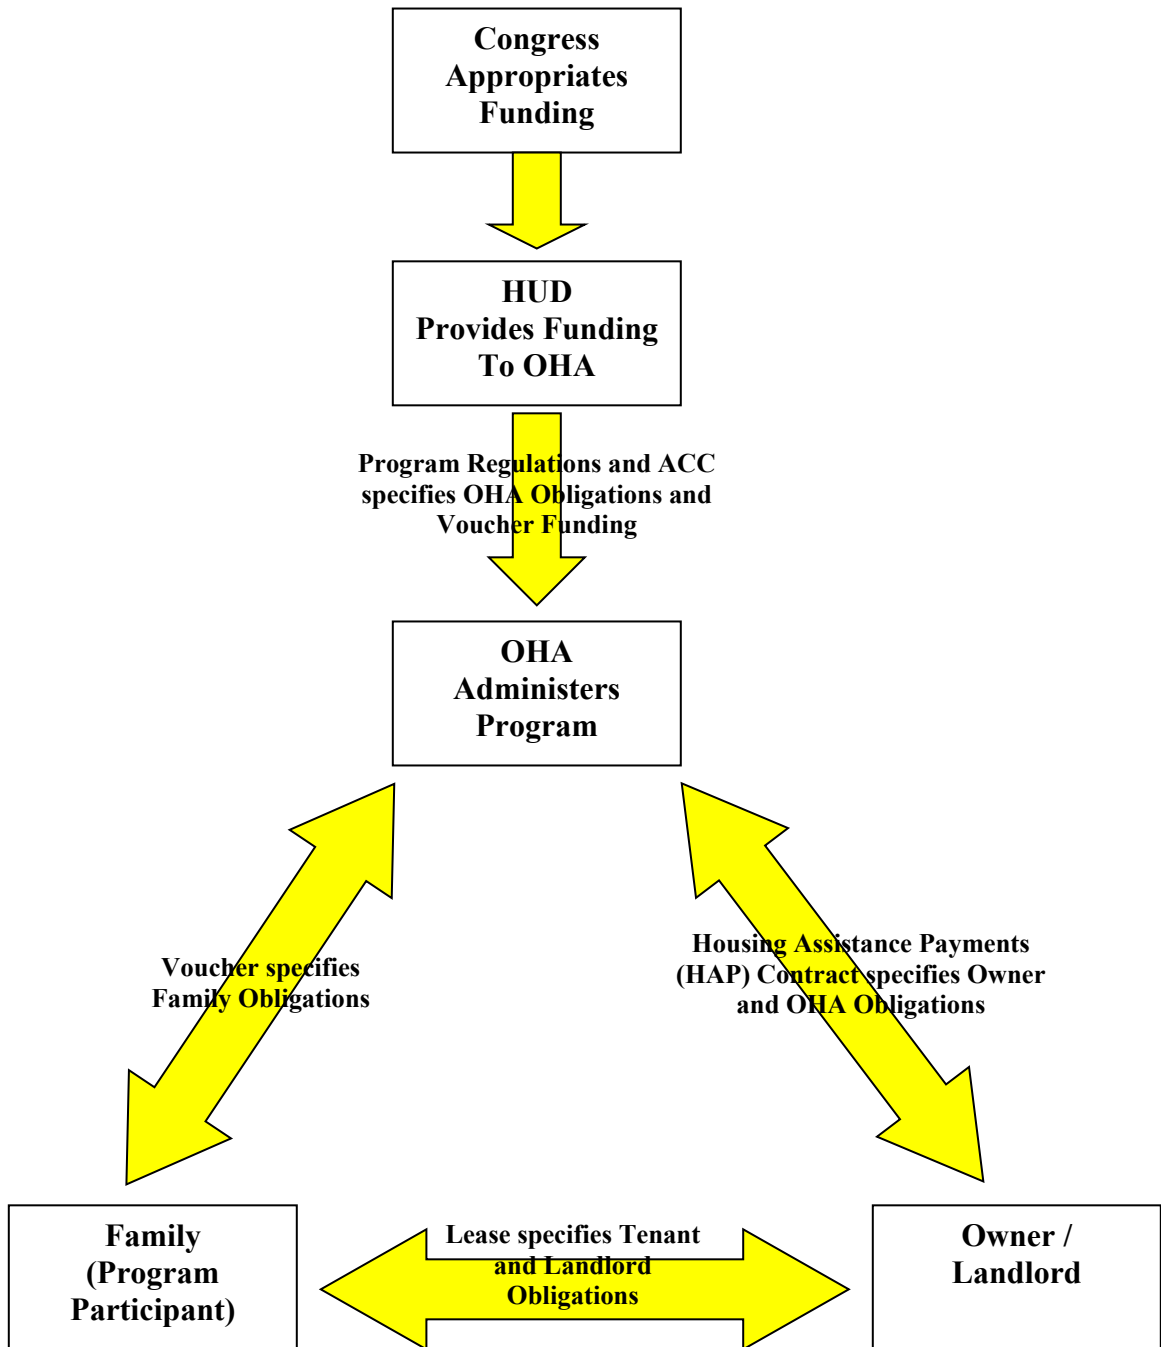 Congress
Appropriates
Funding
HUD
Provides Funding
To OHA
Program Regulations and ACC
specifies OHA Obligations and
Voucher Funding
OHA
Administers
Program
Voucher specifies
Family Obligations
Housing Assistance Payments
(HAP) Contract specifies Owner
and OHA Obligations
Family
(Program
Participant)
Lease specifies Tenant
and Landlord
Obligations
Owner /
Landlord